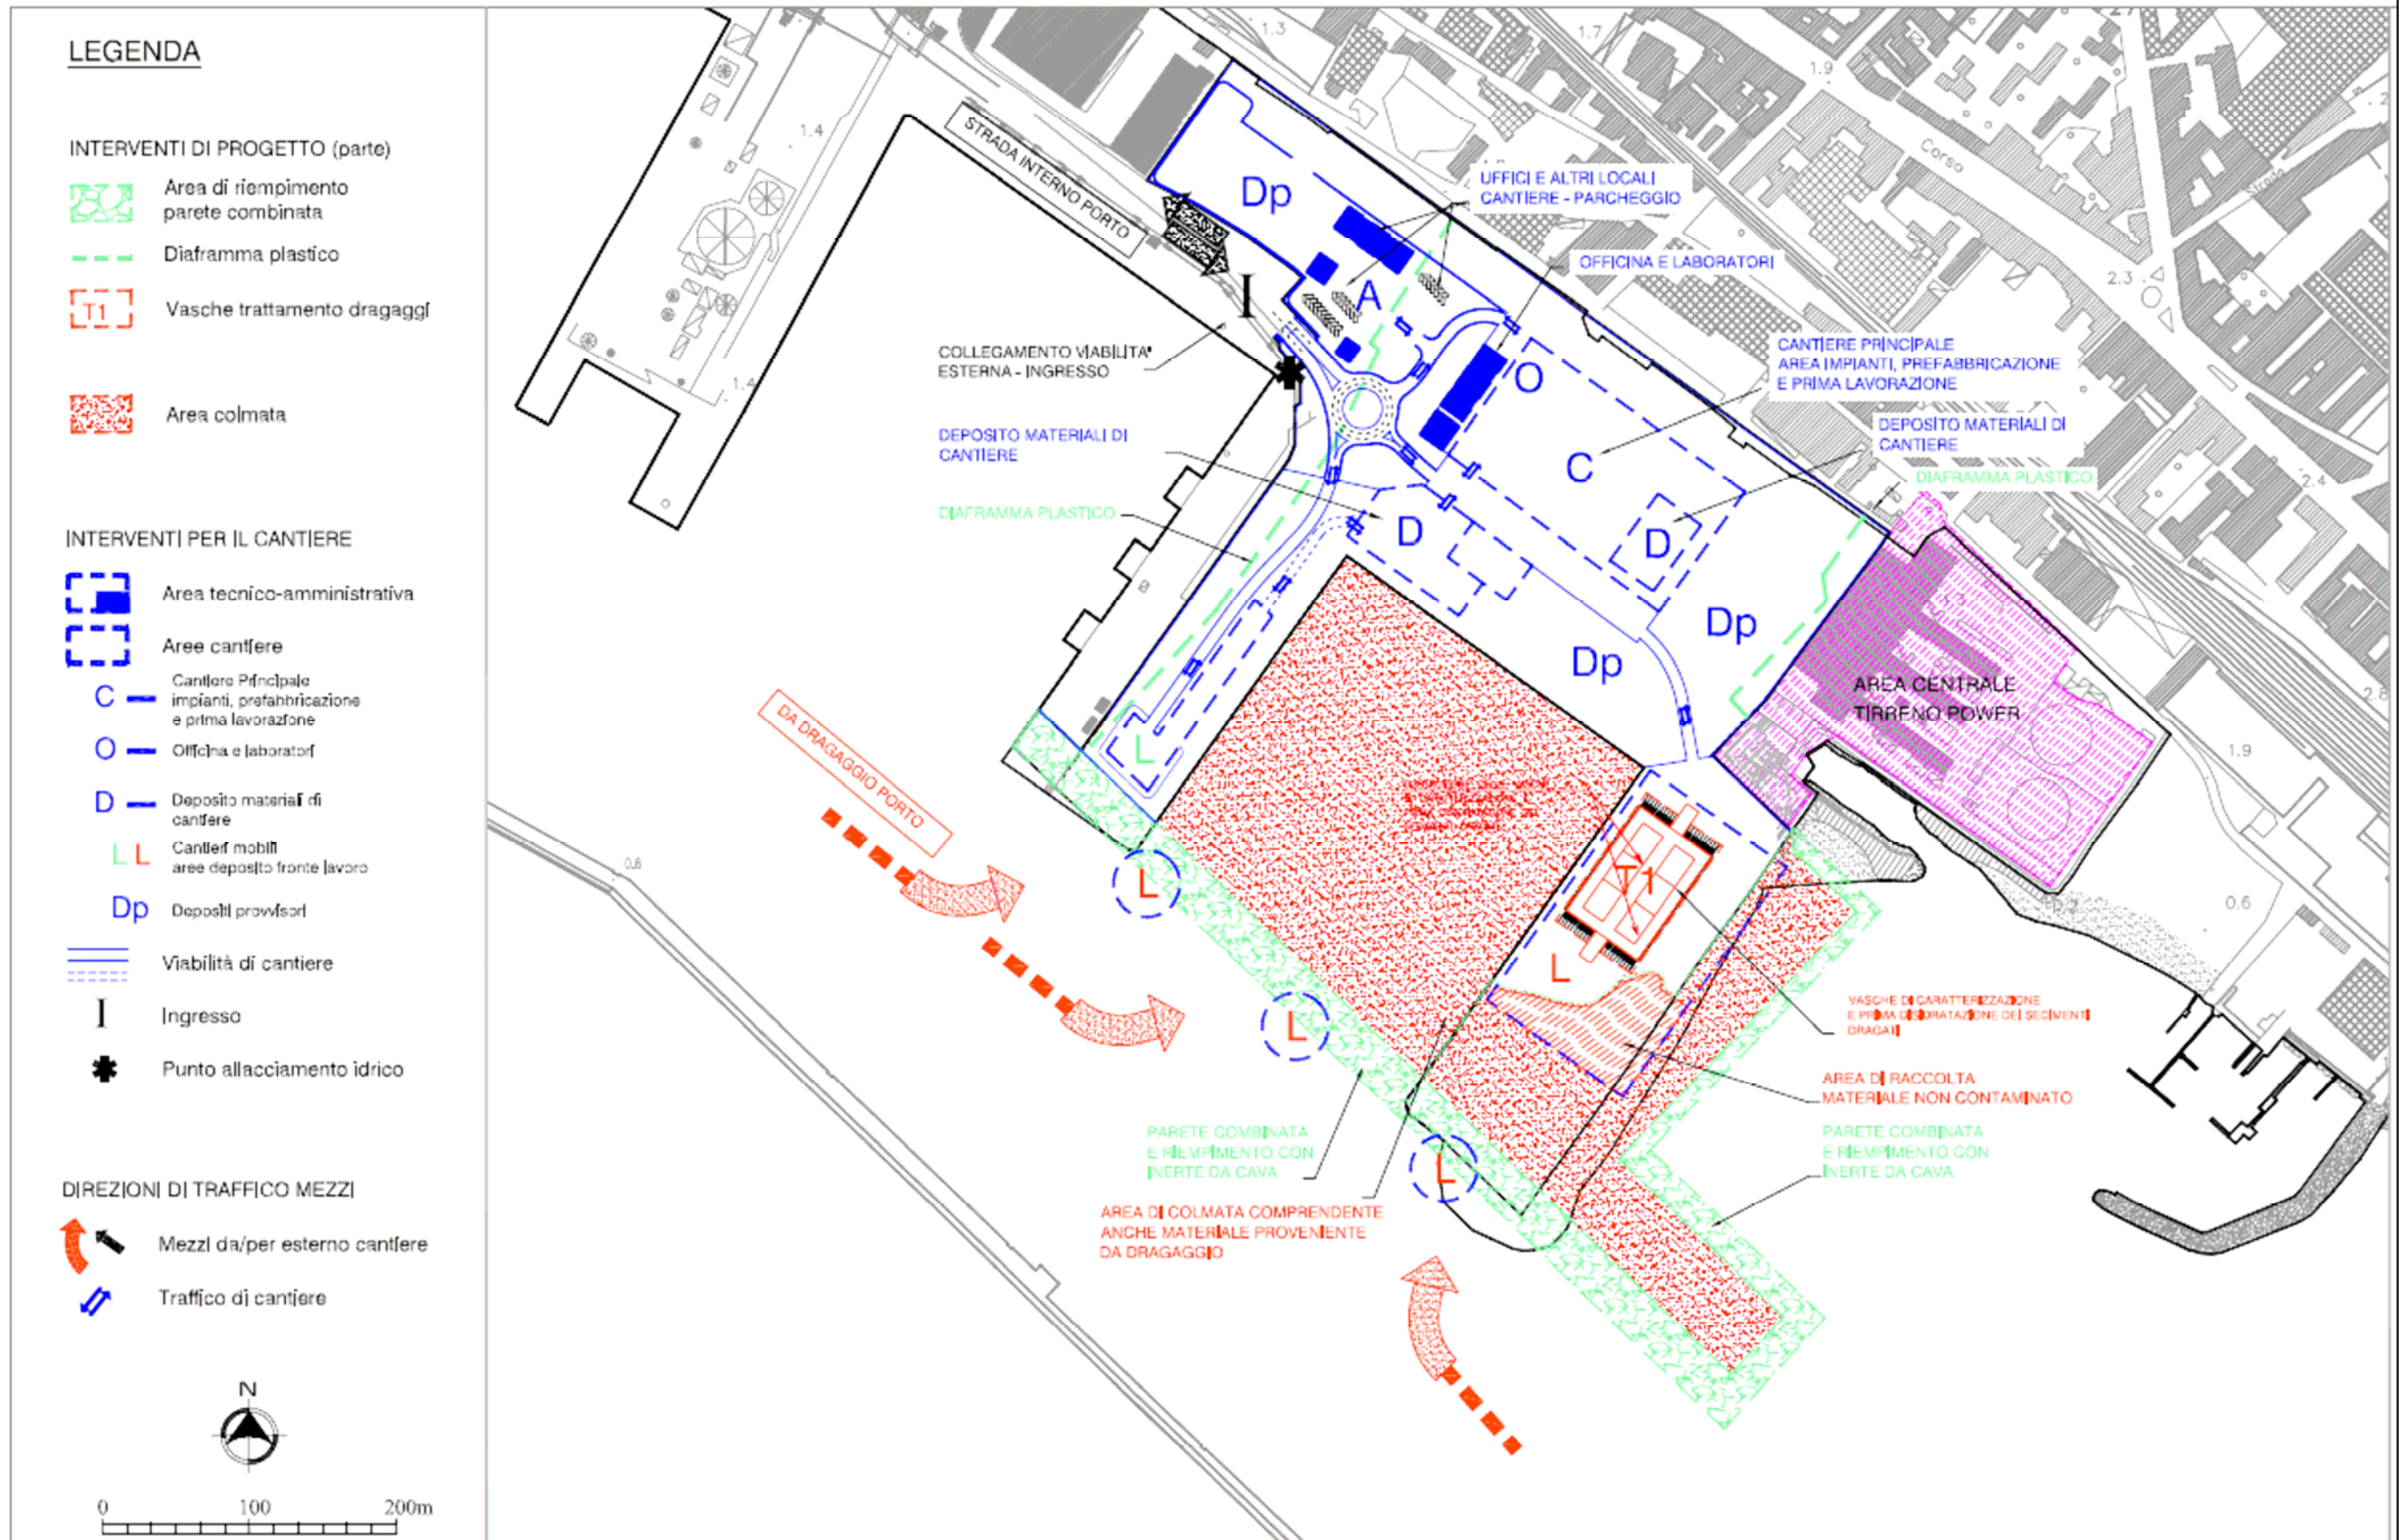 LEGENDA
INTERVENTI DI PROGETTO (parte)
Area di riempimento
parete combinata
Diaframma plastico
T1
Vasche trattamento dragaggi
Area colmata
INTERVENTI PER IL CANTIERE
Area tecnico-amministrativa
Aree cantiere
C
Cantiere Principale
impianti, prefabbricazione
e prima lavorazione
O
Officina e laboratori
D
Deposito materiali di
cantiere
L L
Cantieri mobili
aree deposito fronte lavoro
Dp
Depositi provvisori
Viabilità di cantiere
I
Ingresso
Punto allacciamento idrico
DIREZIONI DI TRAFFICO MEZZI
Mezzi da/per esterno cantiere
Traffico di cantiere
N
0 100 200m
1.3
1.7
1.9
1.4
STRADA INTERNO PORTO
Dp
UFFICI E ALTRI LOCALI
CANTIERE - PARCHEGGIO
Corso
Strada
OFFICINA E LABORATORI
2.3
I
A
1.4
COLLEGAMENTO VIABILITA'
ESTERNA - INGRESSO
O
CANTIERE PRINCIPALE
AREA IMPIANTI, PREFABBRICAZIONE
E PRIMA LAVORAZIONE
DEPOSITO MATERIALI DI
CANTIERE
C
DEPOSITO MATERIALI DI
CANTIERE
DIAFRAMMA PLASTICO
2.4
DIAFRAMMA PLASTICO
D
D
Dp
Dp
AREA CENTRALE
TIRRENO POWER
2.8
1.9
DA DRAGAGGIO PORTO
L
0.6
L
T1
0.6
L
L
VASCHE DI CARATTERIZZAZIONE
E PRIMA DISIDRATAZIONE DEI SEDIMENTI
DRAGATI
AREA DI RACCOLTA
MATERIALE NON CONTAMINATO
PARETE COMBINATA
E RIEMPIMENTO CON
INERTE DA CAVA
PARETE COMBINATA
E RIEMPIMENTO CON
INERTE DA CAVA
L
AREA DI COLMATA COMPRENDENTE
ANCHE MATERIALE PROVENIENTE
DA DRAGAGGIO